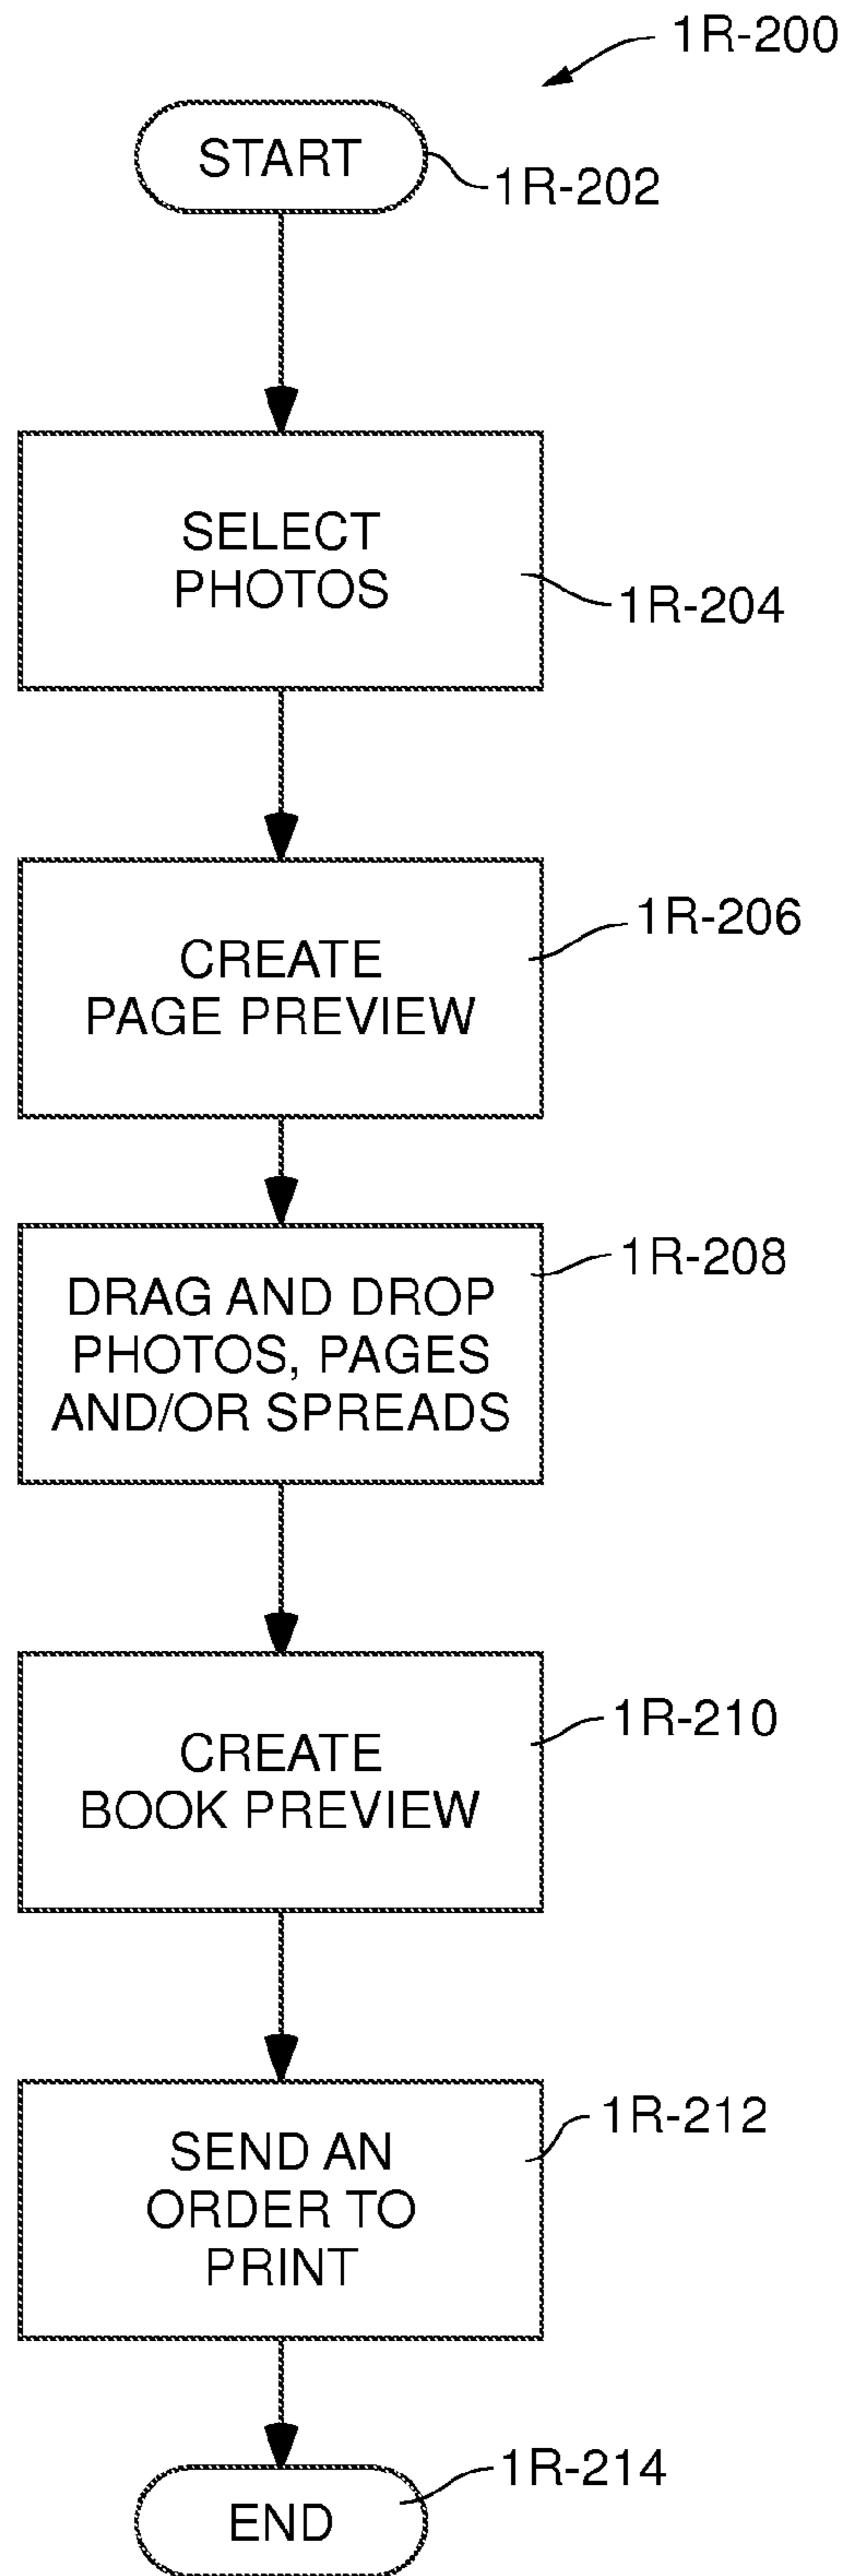 1R-200
START
1R-202
SELECT
PHOTOS
1R-204
1R-206
CREATE
PAGE PREVIEW
1R-208
DRAG AND DROP
PHOTOS, PAGES
AND/OR SPREADS
1R-210
CREATE
BOOK PREVIEW
1R-212
SEND AN
ORDER TO
PRINT
1R-214
END